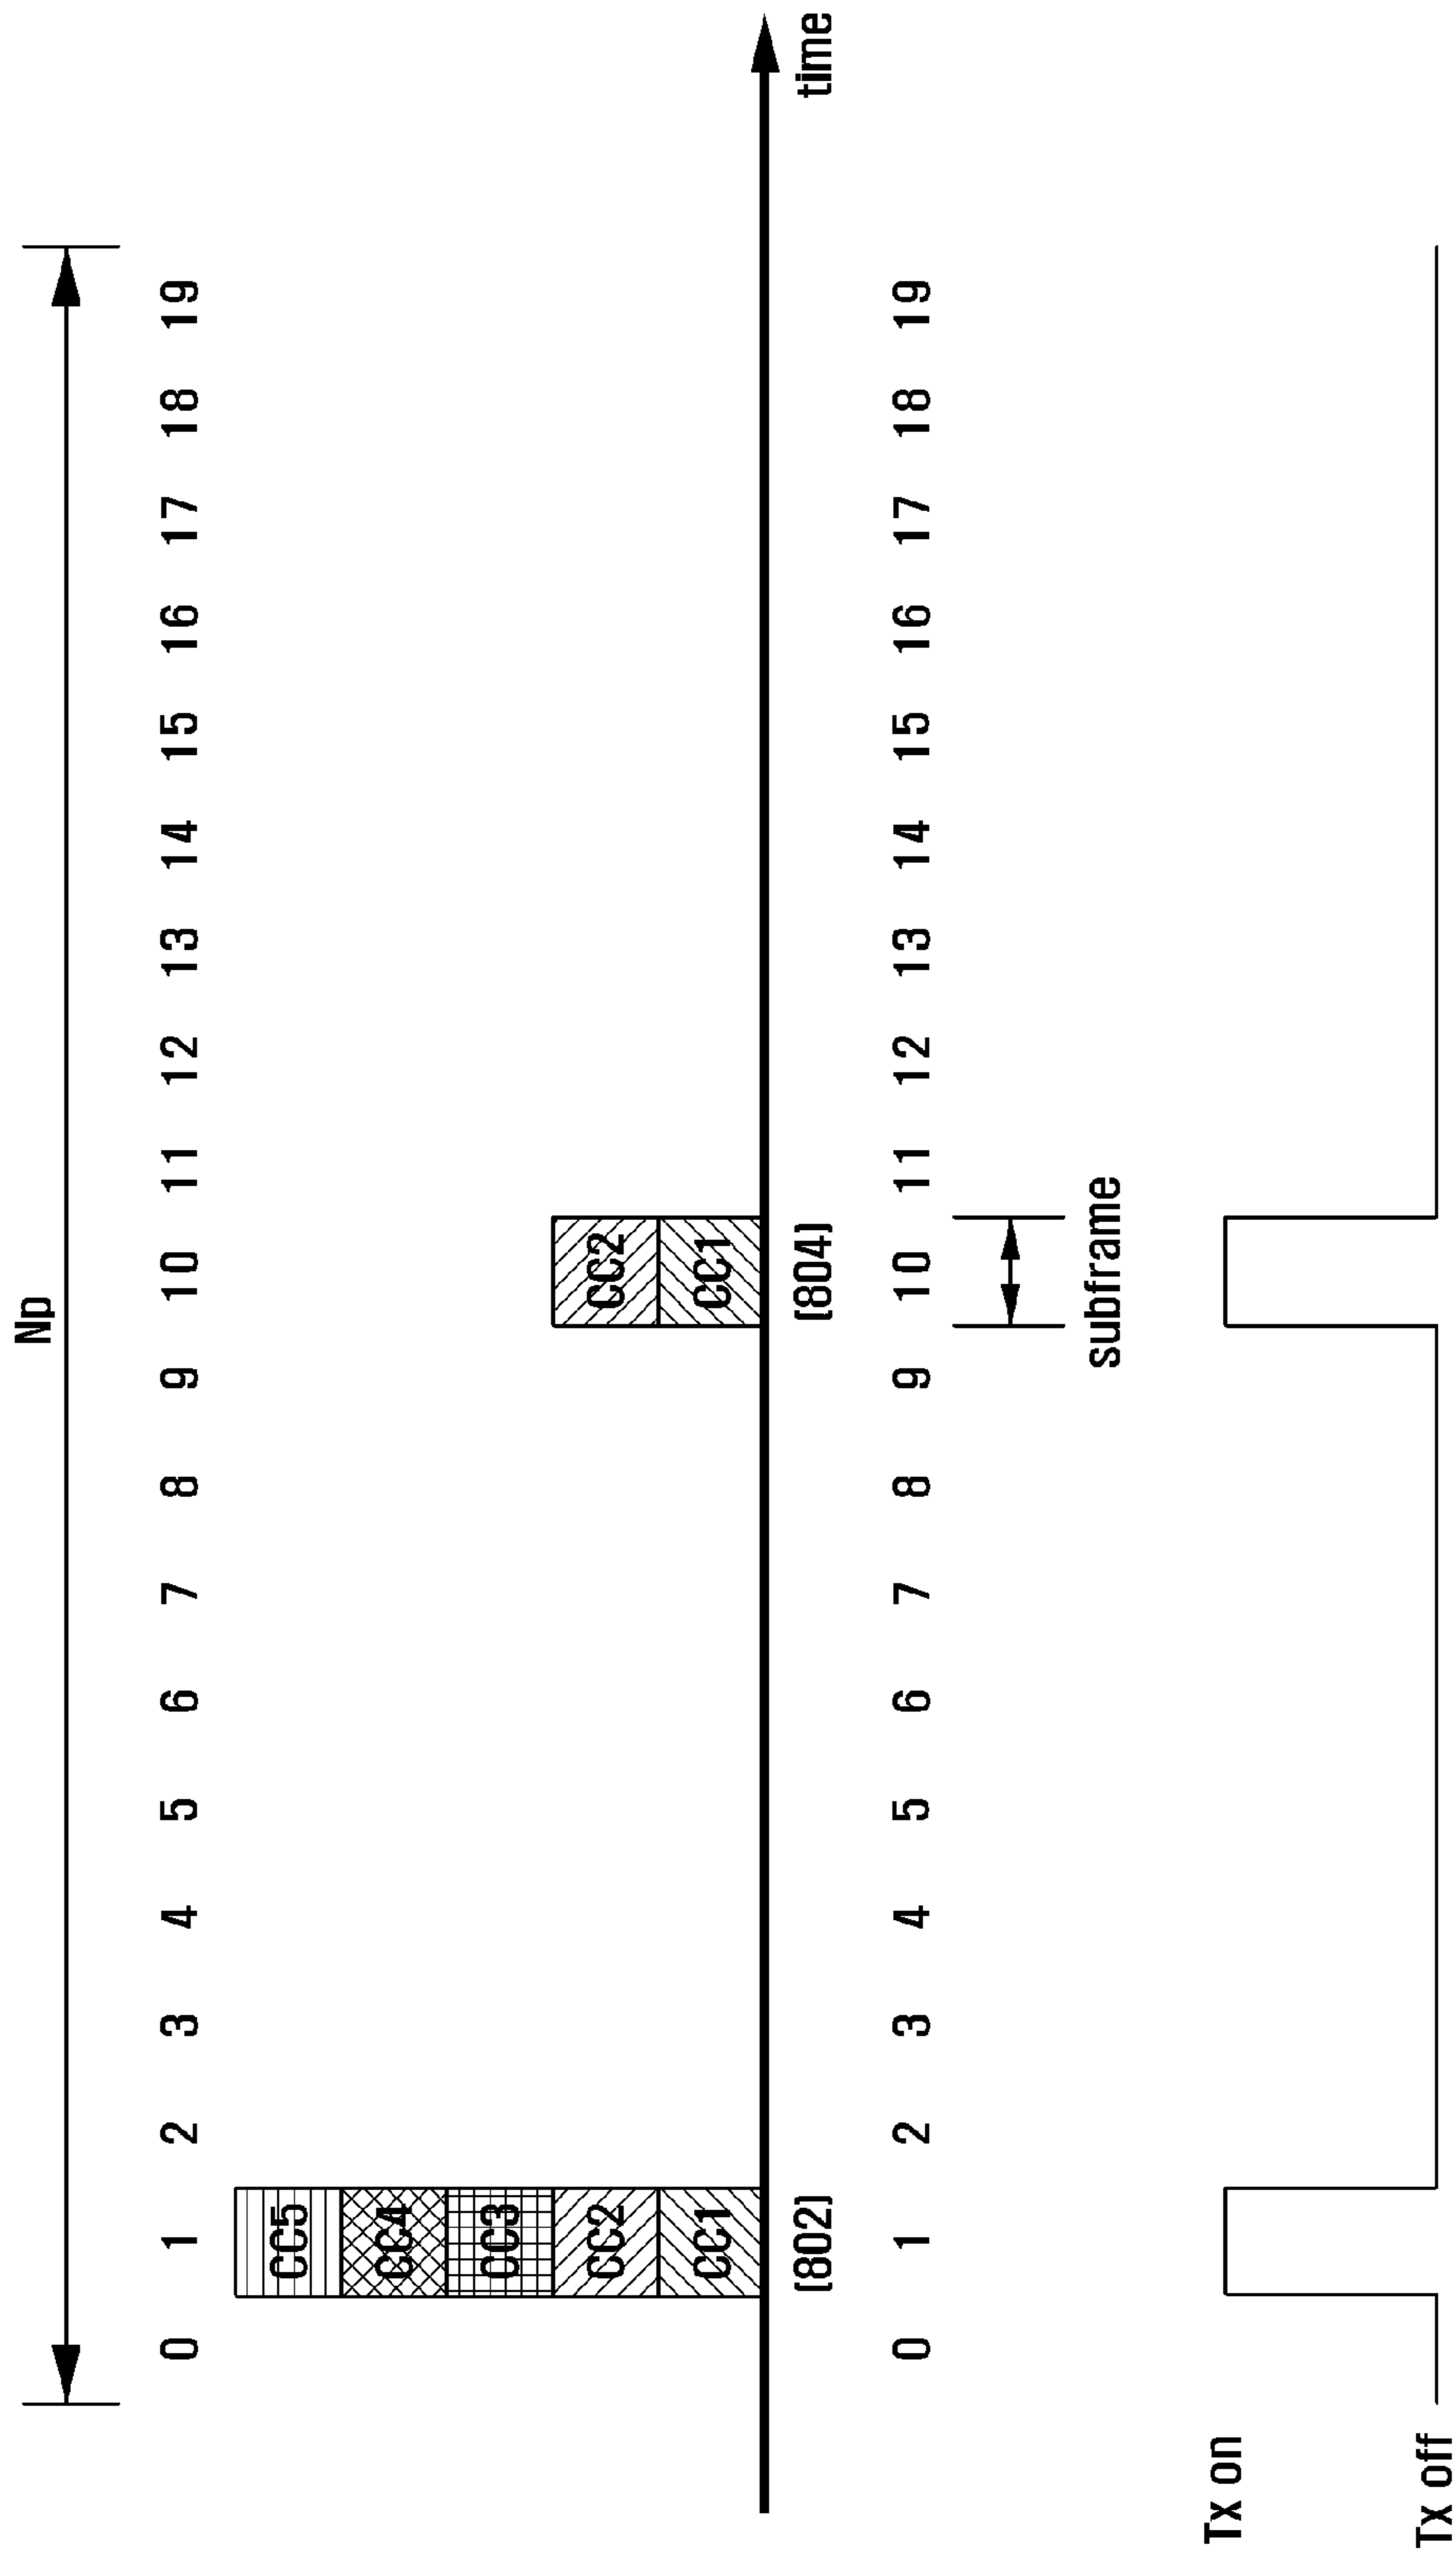 Np
0 1 2 3 4 5 6 7 8 9 10 11 12 13 14 15 16 17 18 19
CC5
CC4
CC3
CC2 CC2
CC1 CC1
time
(802) (804)
0 1 2 3 4 5 6 7 8 9 10 11 12 13 14 15 16 17 18 19
subframe
Tx on
Tx off